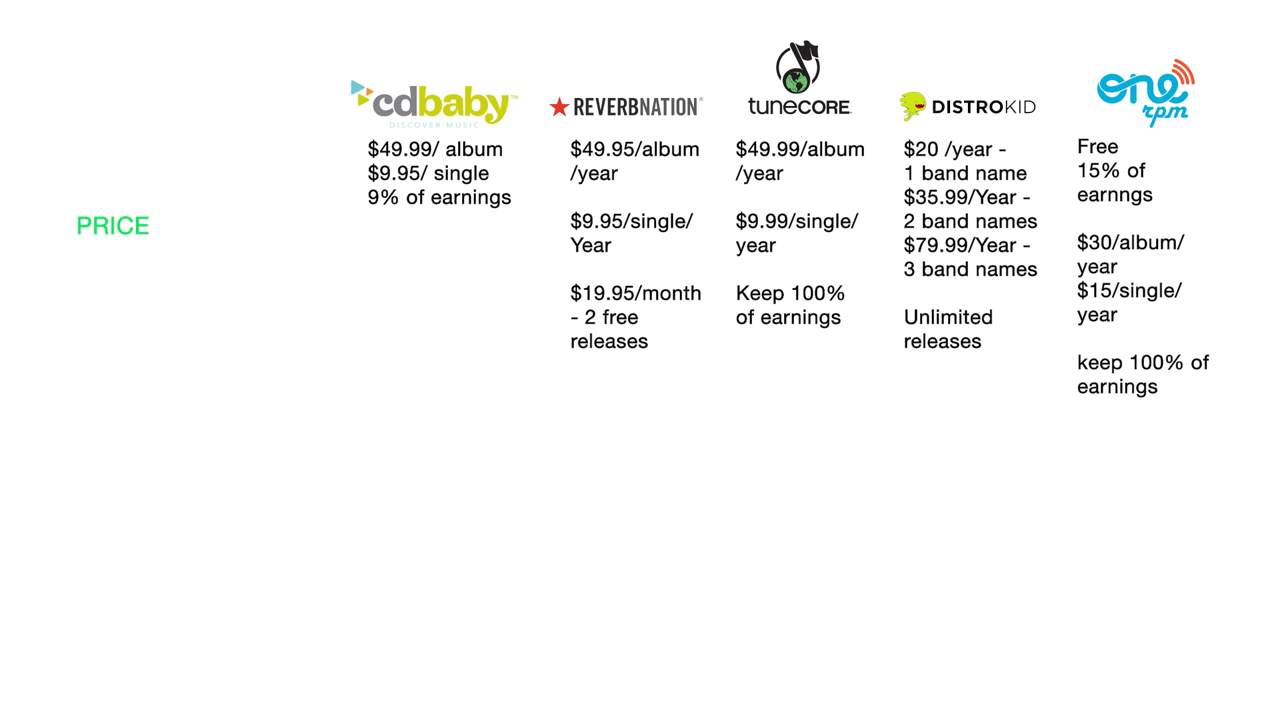 cdbaby™
DISCOVER MUSIC
$49.99/ album
$9.95/ single
9% of earnings
REVERBNATION®
$49.95/album
/year
$9.95/single/
Year
$19.95/month
- 2 free
releases
tunecore
$49.99/album
/year
$9.99/single/
year
Keep 100%
of earnings
DISTROKID
$20 /year -
1 band name
$35.99/Year -
2 band names
$79.99/Year -
3 band names
Unlimited
releases
one
rpm
Free
15% of
earnngs
$30/album/
year
$15/single/
year
keep 100% of
earnings
PRICE